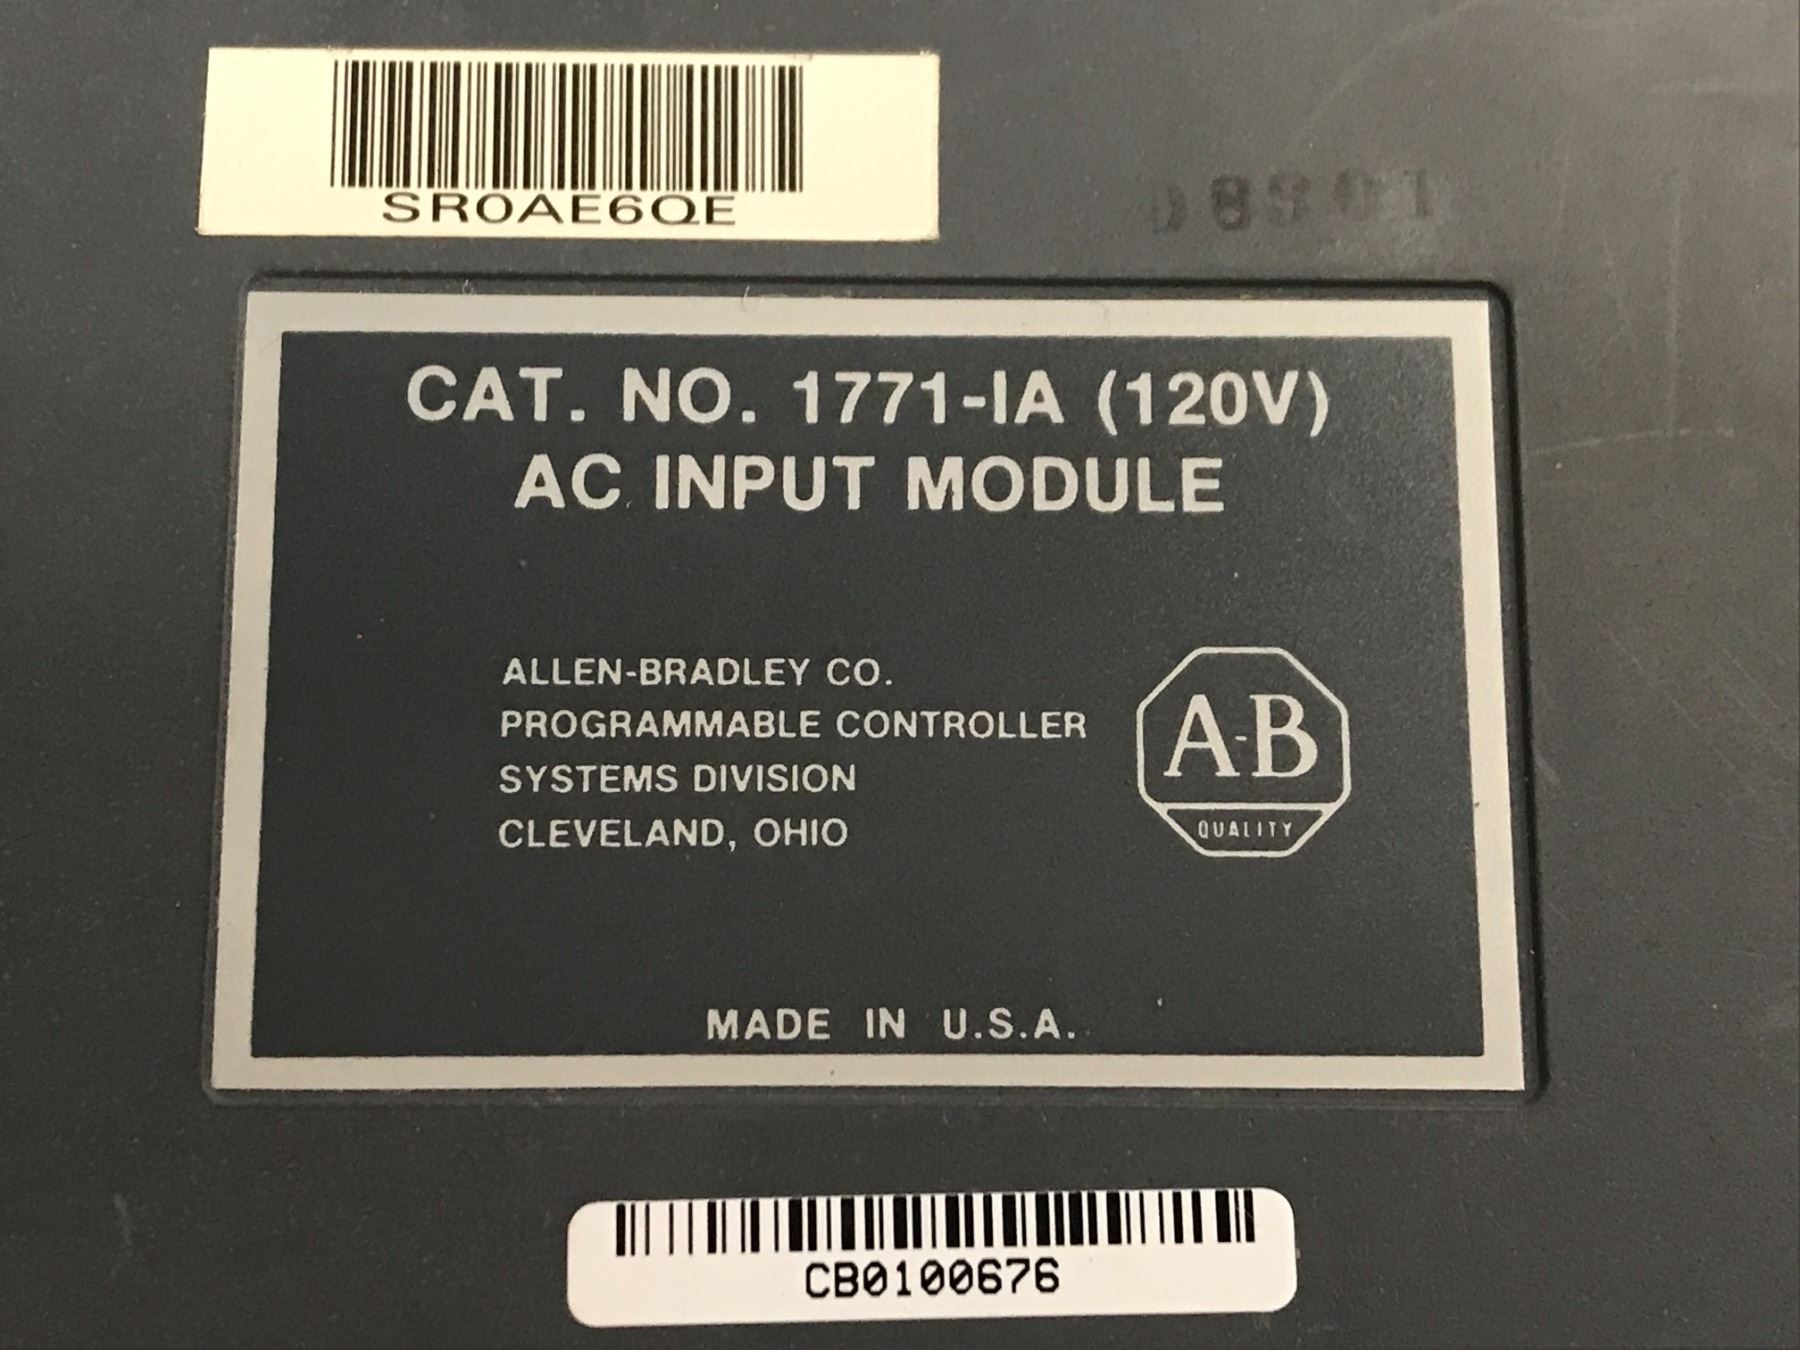 SR0AE6QE
CAT. NO. 1771-IA (120V)
AC INPUT MODULE
ALLEN-BRADLEY CO.
PROGRAMMABLE CONTROLLER
SYSTEMS DIVISION
CLEVELAND, OHIO
A-B
QUALITY
MADE IN U.S.A.
CB0100676